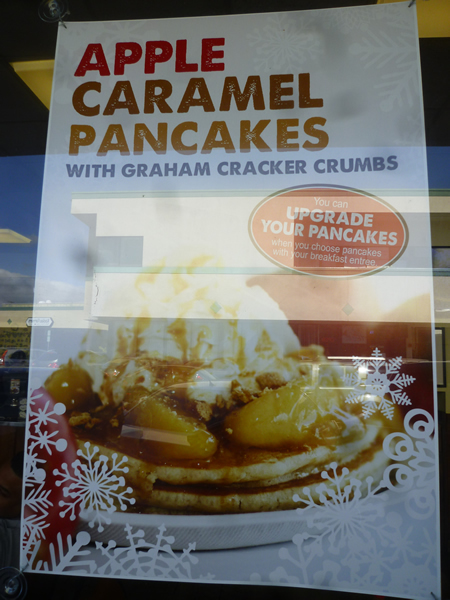 APPLE
CARAMEL
PANCAKES
WITH GRAHAM CRACKER CRUMBS
You can
UPGRADE
YOUR PANCAKES
when you choose pancakes
with your breakfast entree